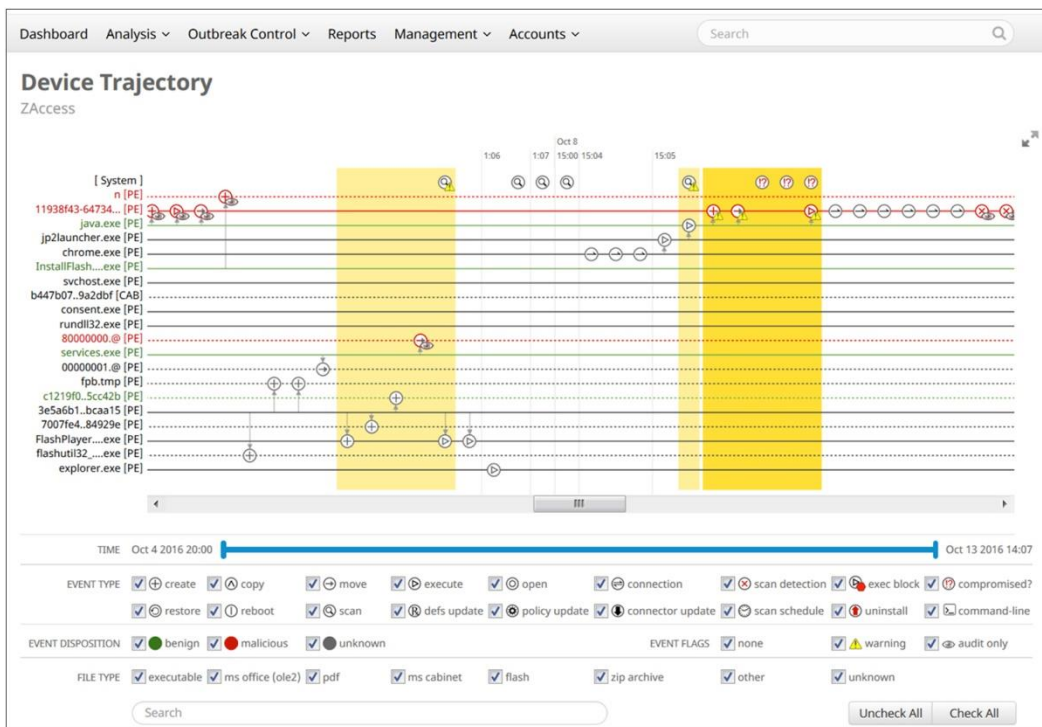 Dashboard Analysis Outbreak Control Reports Management Accounts Search
Device Trajectory
ZAccess
Oct 8
1:06 1:07 15:00 15:04 15:05
[ System ]
n [PE]
11938f43-64734... [PE]
java.exe [PE]
jp2launcher.exe [PE]
chrome.exe [PE]
InstallFlash....exe [PE]
svchost.exe [PE]
b447b07..9a2dbf [CAB]
consent.exe [PE]
rundll32.exe [PE]
80000000.@ [PE]
services.exe [PE]
00000001.@ [PE]
fpb.tmp [PE]
c1219f0..5cc42b [PE]
3e5a6b1..bcaa15 [PE]
7007fe4..84929e [PE]
FlashPlayer....exe [PE]
flashutil32_....exe [PE]
explorer.exe [PE]
TIME Oct 4 2016 20:00 Oct 13 2016 14:07
EVENT TYPE create copy move execute open connection scan detection exec block compromised?
restore reboot scan defs update policy update connector update scan schedule uninstall command-line
EVENT DISPOSITION benign malicious unknown EVENT FLAGS none warning audit only
FILE TYPE executable ms office (ole2) pdf ms cabinet flash zip archive other unknown
Search Uncheck All Check All